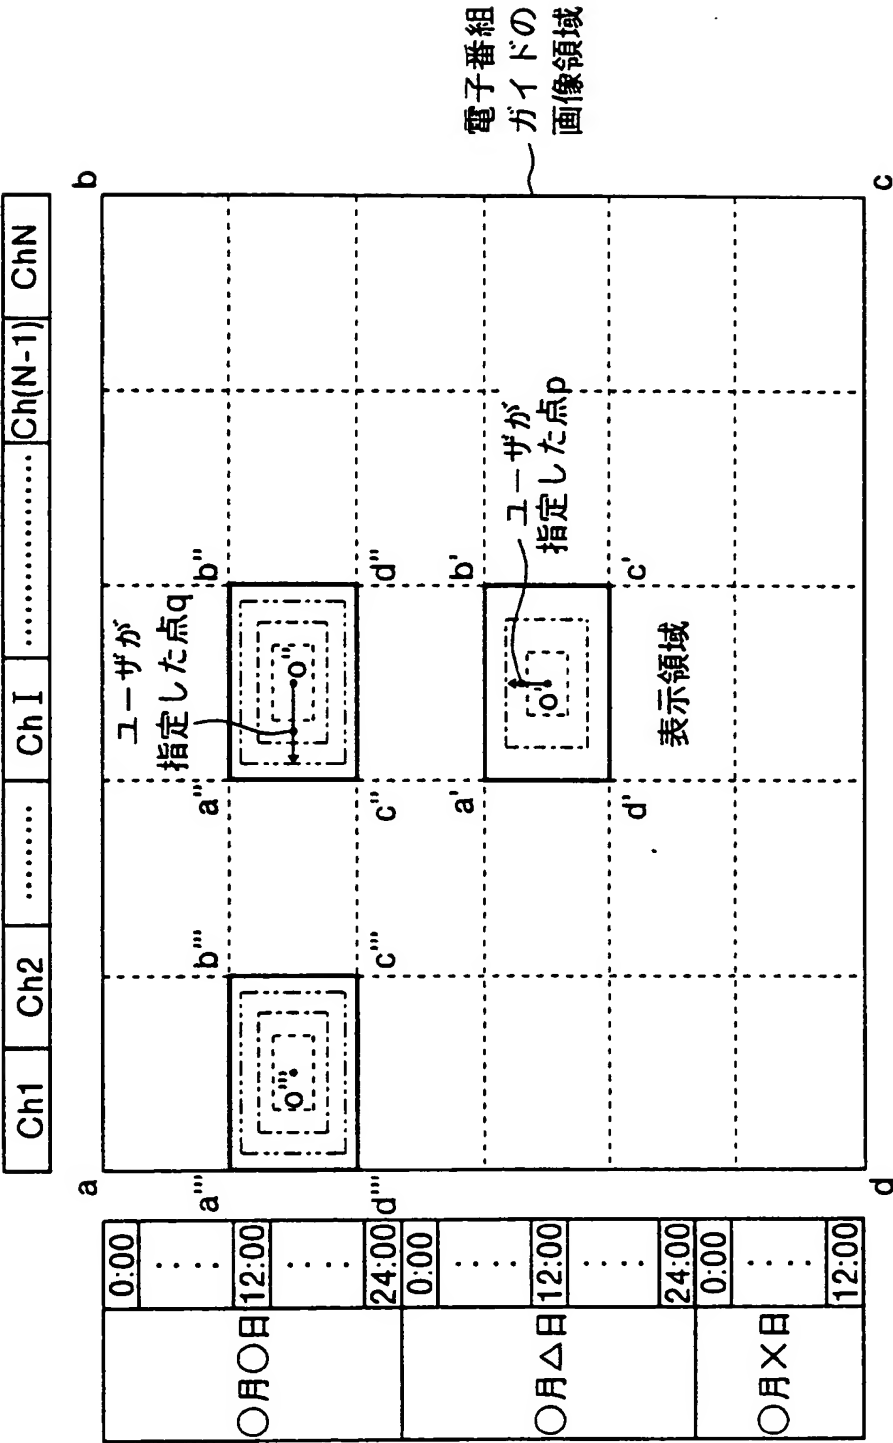 Ch1 Ch2 ········· Ch I ·················· Ch(N-1) ChN
a
b
電子番組
ガイドの
画像領域
○月○日
0:00
····
12:00
····
24:00
○月△日
0:00
····
12:00
····
24:00
○月×日
0:00
····
12:00
ユーザが
指定した点q
a'''
b'''
a''
b''
o'''
o''
d'''
c'''
c''
d''
ユーザが
指定した点p
a'
b'
o'
d'
c'
表示領域
d
c